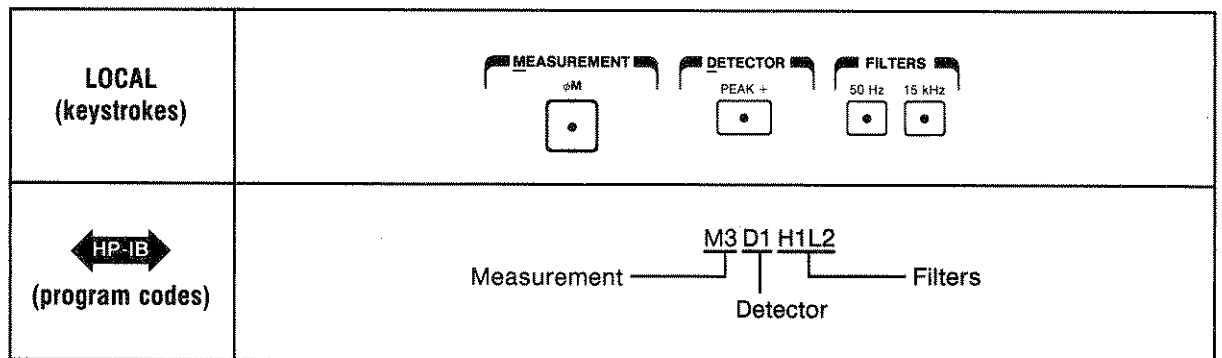 LOCAL
(keystrokes)
MEASUREMENT
φM
DETECTOR
PEAK +
FILTERS
50 Hz 15 kHz
HP-IB
(program codes)
M3 D1 H1L2
Measurement
Filters
Detector